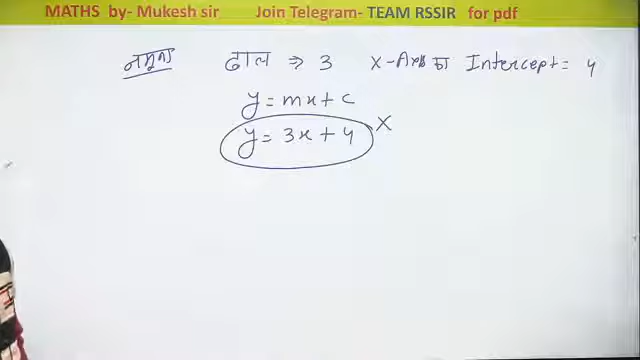 MATHS by- Mukesh sir Join Telegram- TEAM RSSIR for pdf
नमूना ढाल ⇒ 3 X-Axis का Intercept = 4
y = mx + c
y = 3x + 4 X